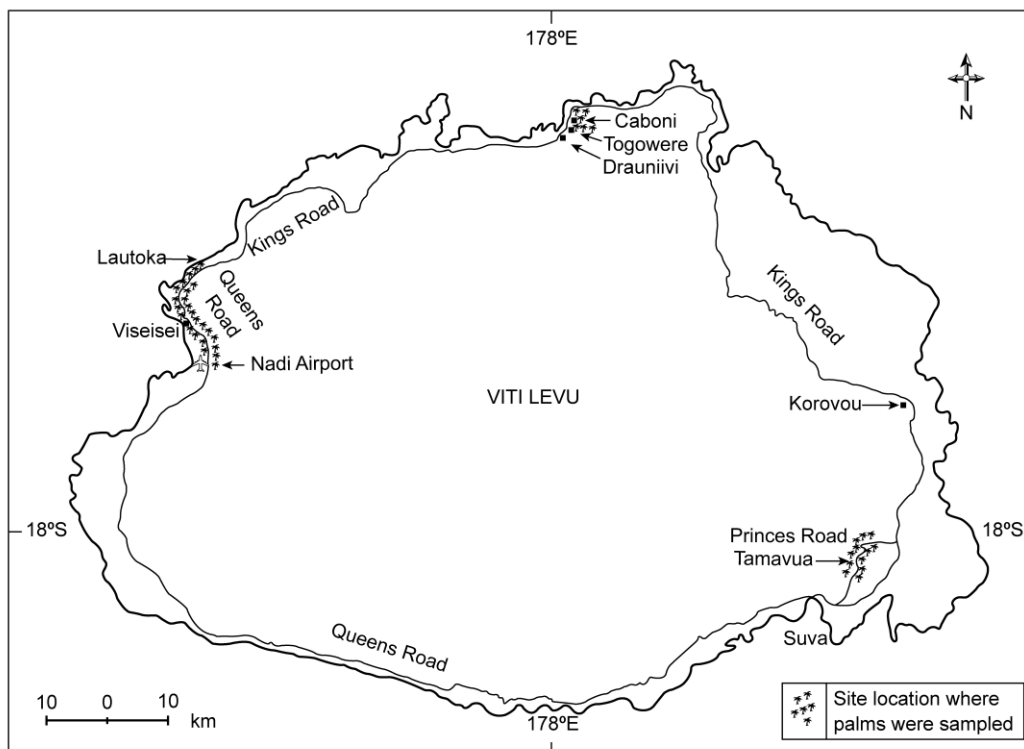 178ºE
N
Caboni
Togowere
Drauniivi
Kings Road
Lautoka
Queens
Road
Kings Road
Viseisei
Nadi Airport
VITI LEVU
Korovou
18ºS
18ºS
Princes Road
Tamavua
Queens Road
Suva
10 0 10
km
178ºE
Site location where
palms were sampled